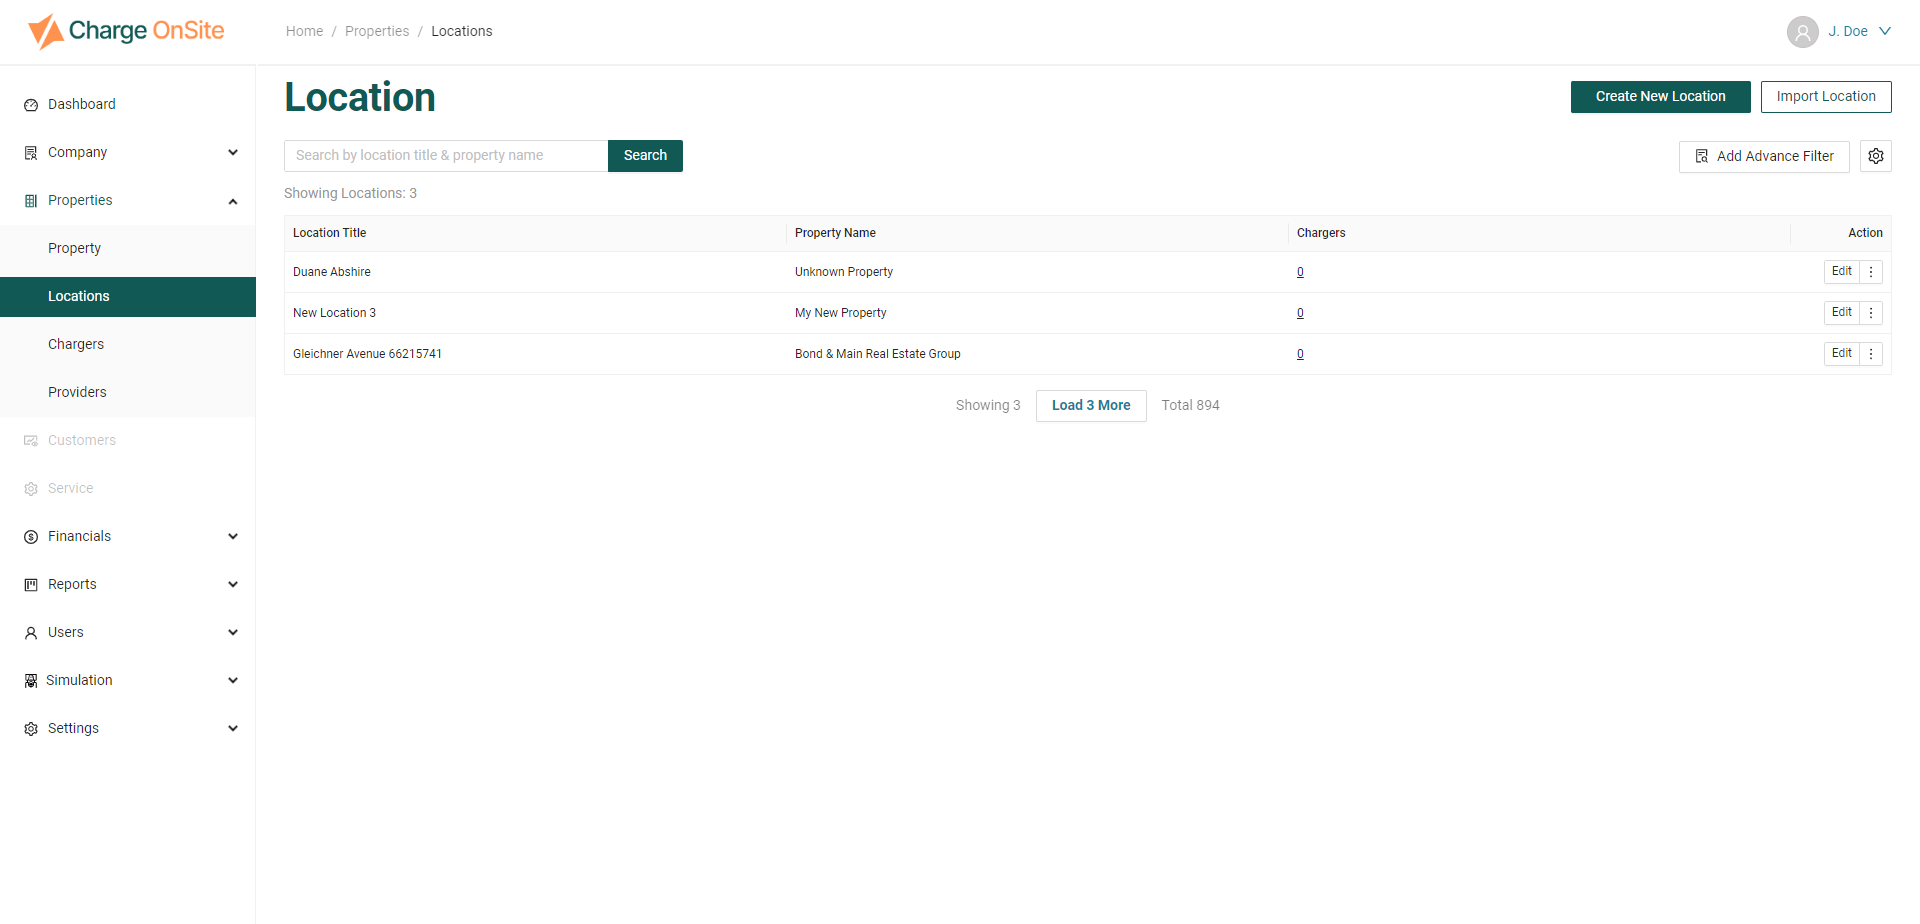 Charge OnSite
Home / Properties / Locations
J. Doe
Dashboard
Company
Properties
Property
Locations
Chargers
Providers
Customers
Service
Financials
Reports
Users
Simulation
Settings
Location
Create New Location
Import Location
Search by location title & property name
Search
Add Advance Filter
Showing Locations: 3
Location Title Property Name Chargers Action
Duane Abshire Unknown Property 0 Edit
New Location 3 My New Property 0 Edit
Gleichner Avenue 66215741 Bond & Main Real Estate Group 0 Edit
Showing 3 Load 3 More Total 894